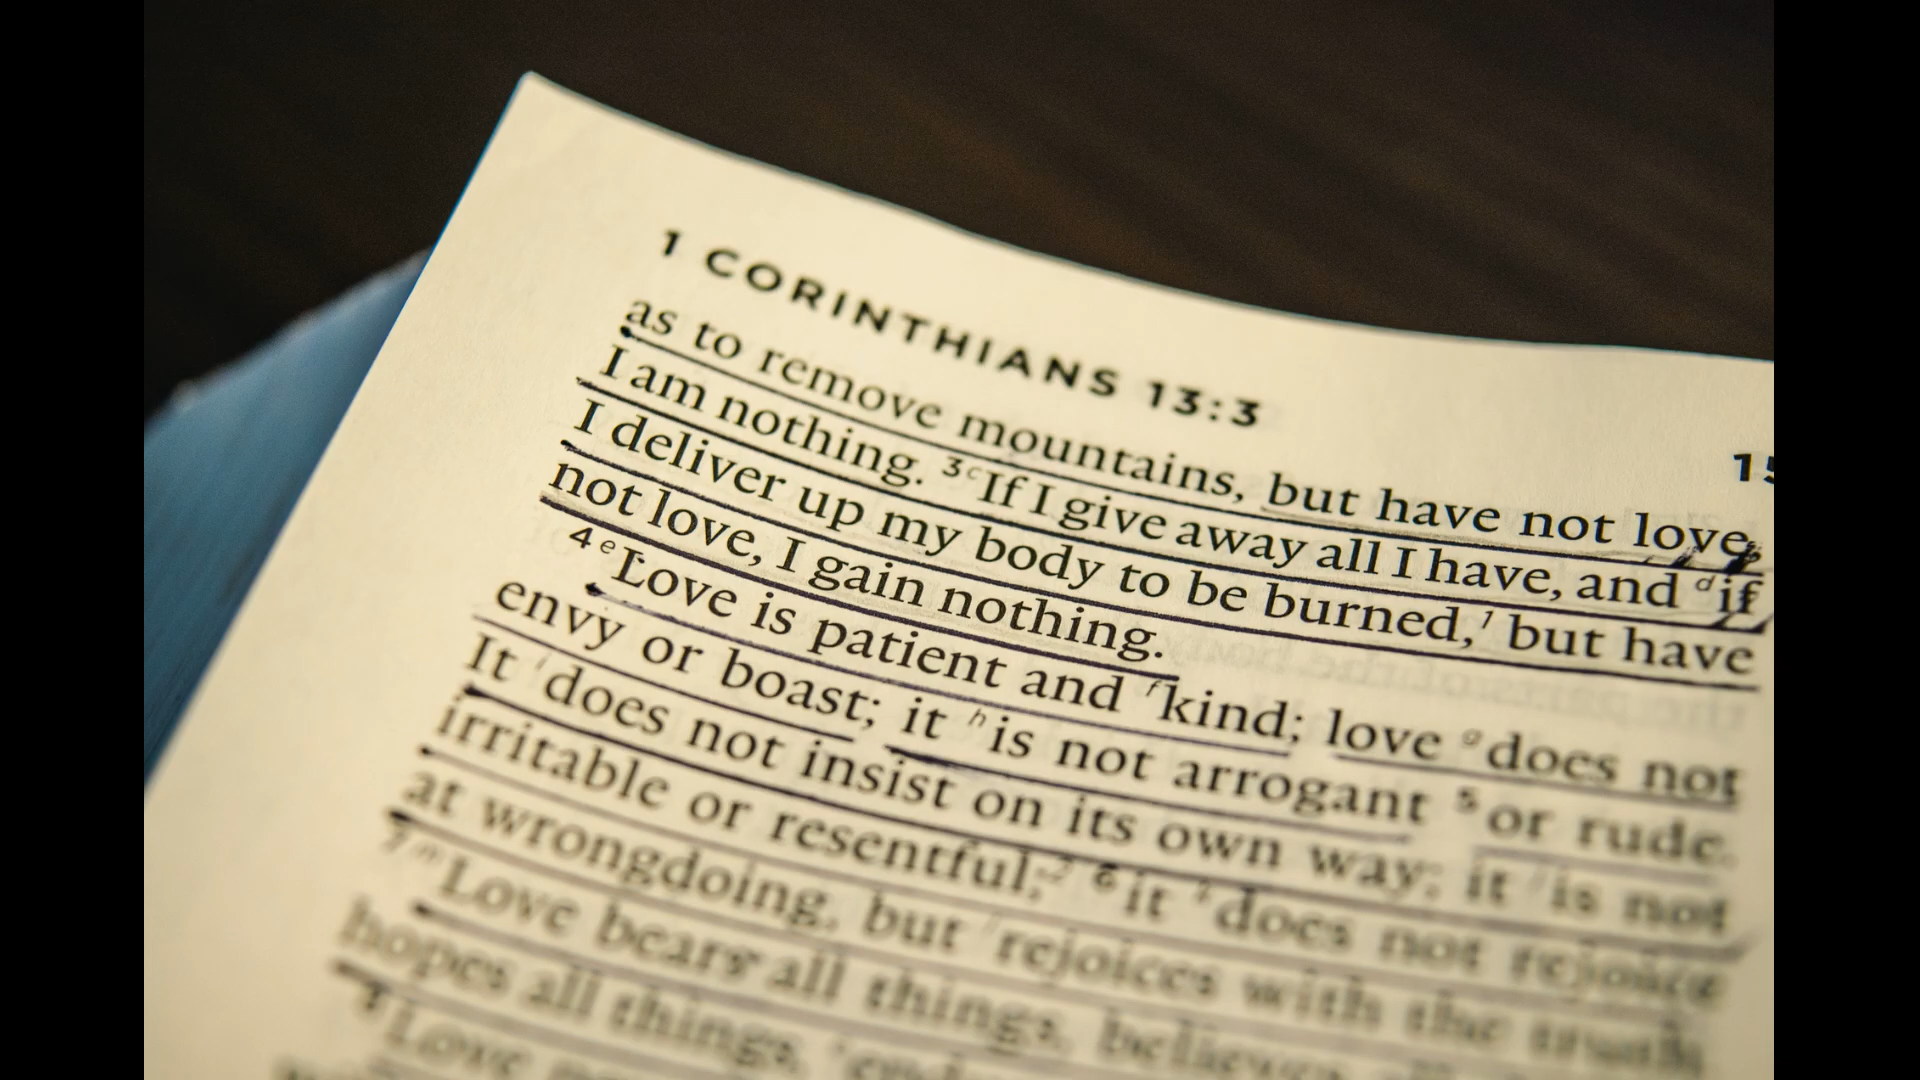 1 CORINTHIANS 13:3
as to remove mountains, but have not love,
I am nothing. 3 c If I give away all I have, and d if
I deliver up my body to be burned,1 but have
not love, I gain nothing.
4 e Love is patient and f kind; love g does not
envy or boast; it h is not arrogant 5 or rude.
It i does not insist on its own way; it j is not
irritable or resentful;2 6 it does not rejoice
at wrongdoing, but l rejoices with the truth
7 m Love bears all things, believes
hopes all things,
Love